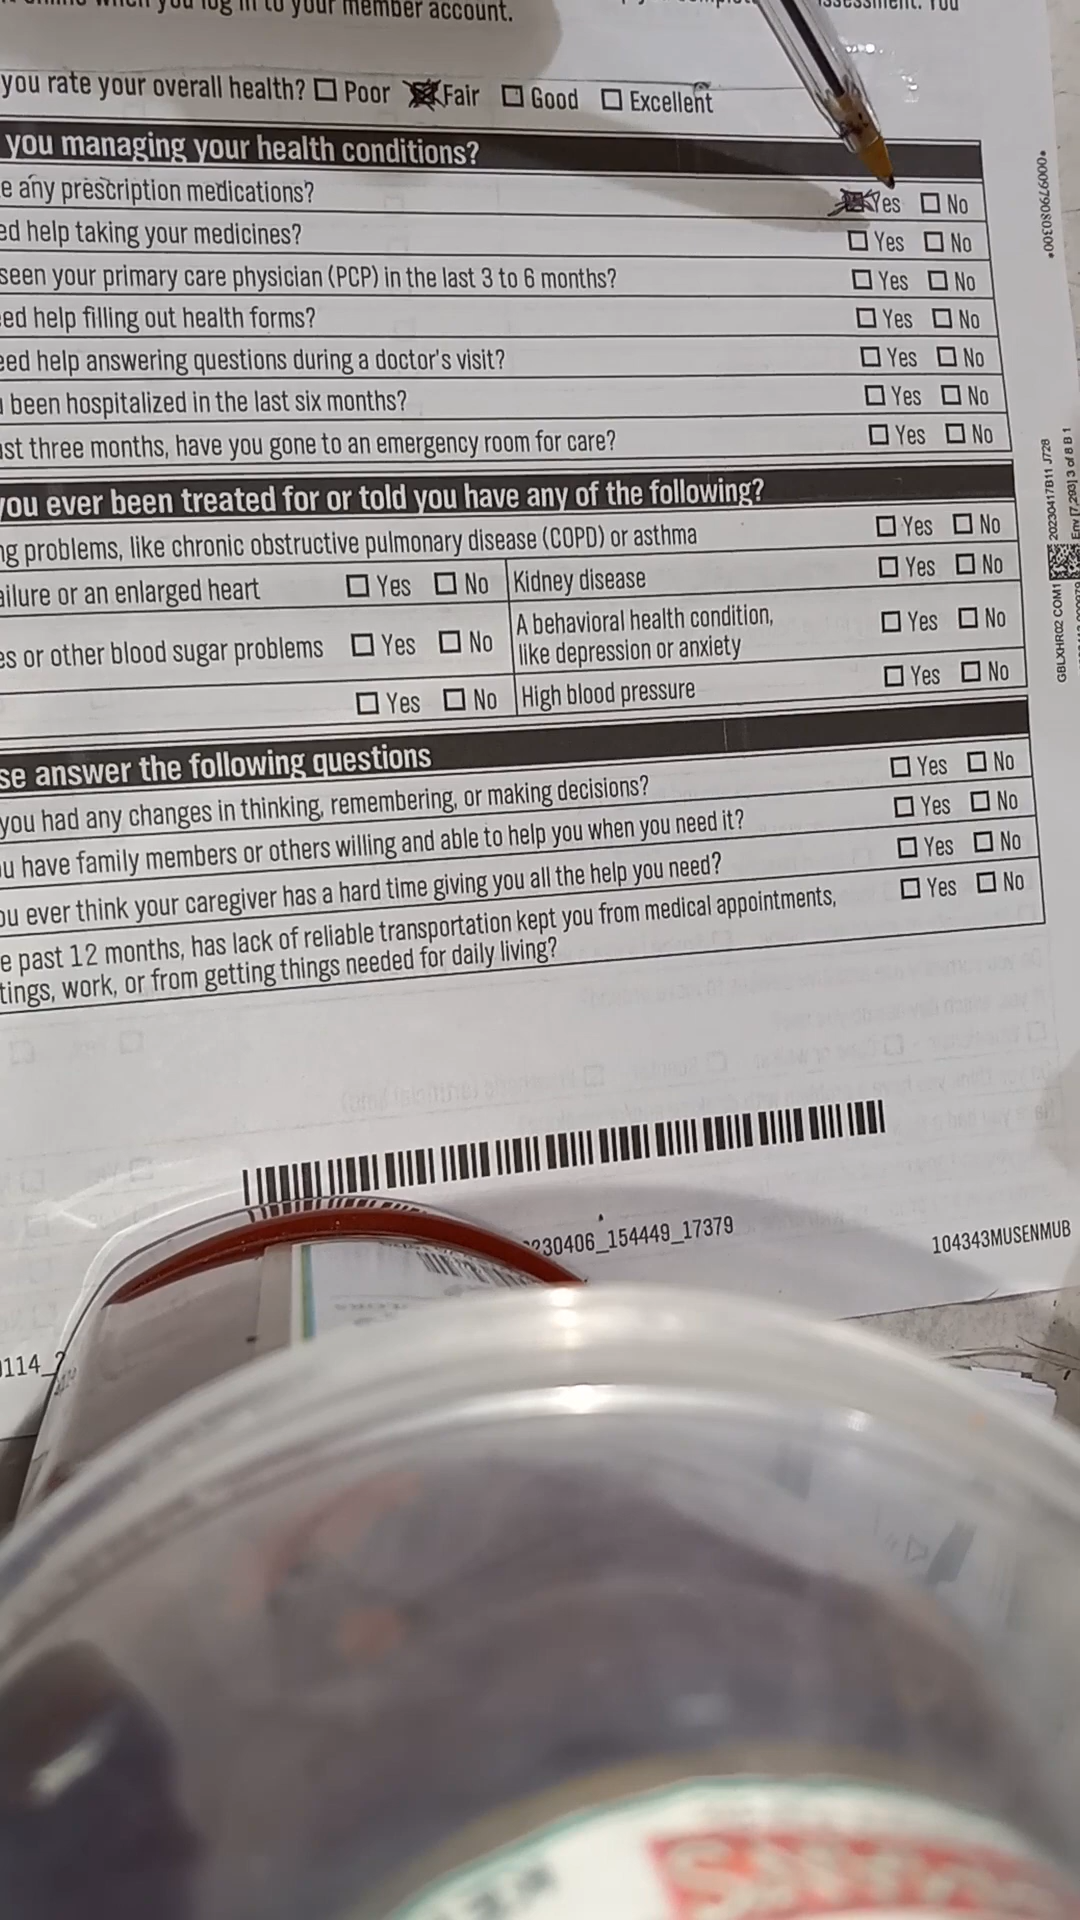 you log in to your member account.
you rate your overall health? ☐ Poor ☒ Fair ☐ Good ☐ Excellent
you managing your health conditions?
e any prescription medications? ☒ Yes ☐ No
ed help taking your medicines? ☐ Yes ☐ No
seen your primary care physician (PCP) in the last 3 to 6 months? ☐ Yes ☐ No
eed help filling out health forms? ☐ Yes ☐ No
eed help answering questions during a doctor's visit? ☐ Yes ☐ No
been hospitalized in the last six months? ☐ Yes ☐ No
ast three months, have you gone to an emergency room for care? ☐ Yes ☐ No
you ever been treated for or told you have any of the following?
ng problems, like chronic obstructive pulmonary disease (COPD) or asthma ☐ Yes ☐ No
ailure or an enlarged heart ☐ Yes ☐ No Kidney disease ☐ Yes ☐ No
es or other blood sugar problems ☐ Yes ☐ No A behavioral health condition,
like depression or anxiety ☐ Yes ☐ No
☐ Yes ☐ No High blood pressure ☐ Yes ☐ No
se answer the following questions
you had any changes in thinking, remembering, or making decisions? ☐ Yes ☐ No
ou have family members or others willing and able to help you when you need it? ☐ Yes ☐ No
ou ever think your caregiver has a hard time giving you all the help you need? ☐ Yes ☐ No
e past 12 months, has lack of reliable transportation kept you from medical appointments, ☐ Yes ☐ No
tings, work, or from getting things needed for daily living?
230406_154449_17379
104343MUSENMUB
*0000979080300*
GBLXHR02 COM1 20230417B11 J728
Env [7,293] 3 of 8 B 1